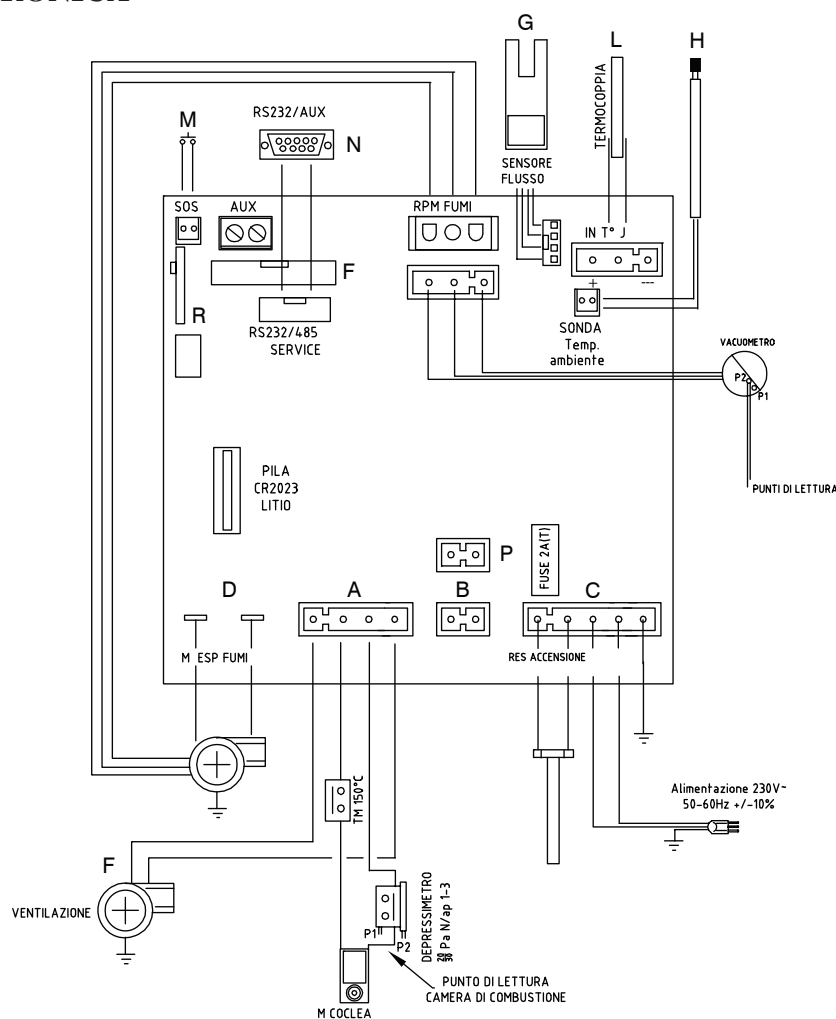 G
L
H
M
RS232/AUX
N
TERMOCOPPIA
SENSORE
FLUSSO
SOS
AUX
RPM FUMI
IN T° J
F
+
---
R
RS232/485
SERVICE
SONDA
Temp.
ambiente
VACUOMETRO
P2
P1
PUNTI DI LETTURA
PILA
CR2023
LITIO
P
FUSE 2A(T)
D
A
B
C
M ESP FUMI
RES ACCENSIONE
TM 150°C
Alimentazione 230V~
50-60Hz +/-10%
F
VENTILAZIONE
P1
P2
DEPRESSIMETRO
Pa N/ap 1-3
PUNTO DI LETTURA
CAMERA DI COMBUSTIONE
M COCLEA